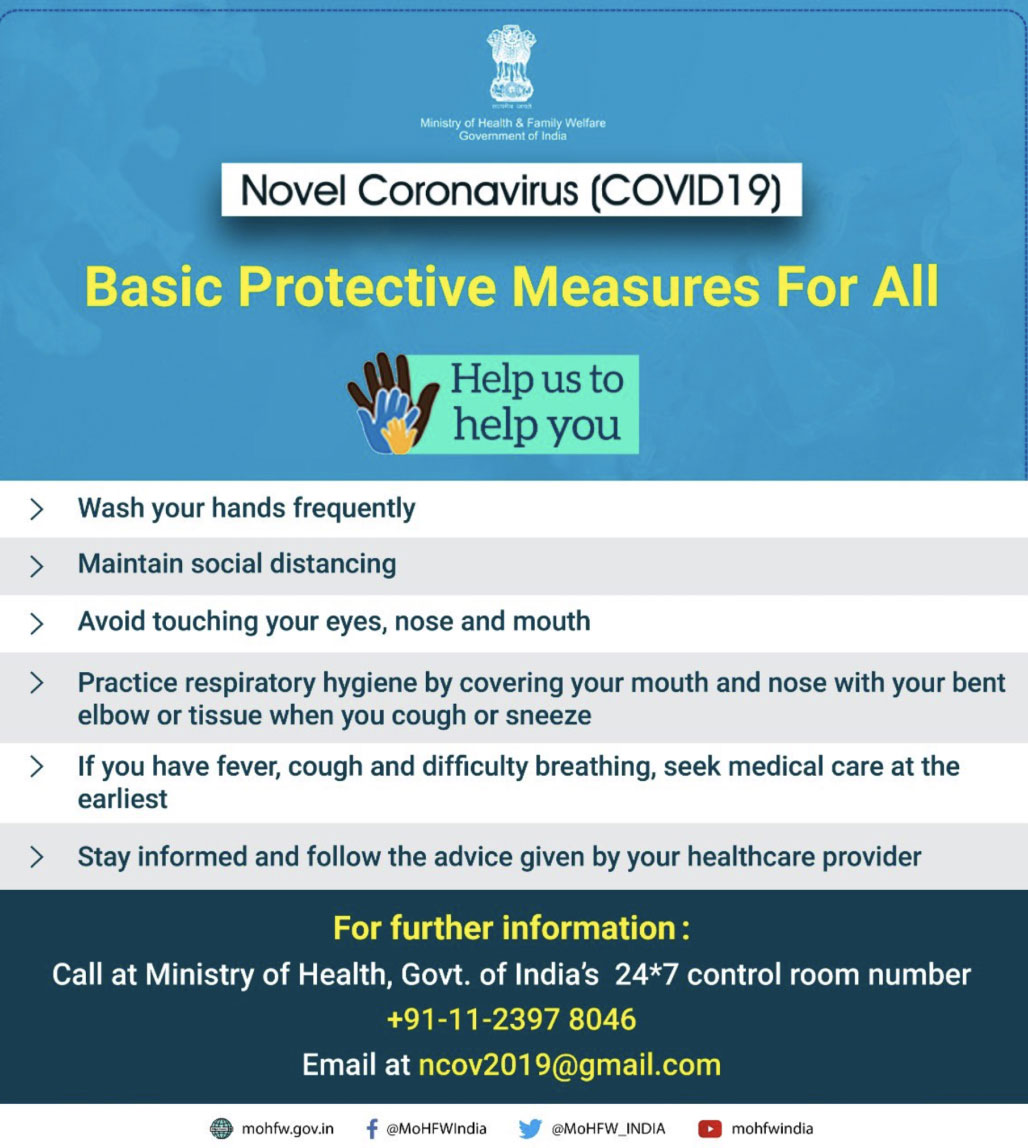 Ministry of Health & Family Welfare
Government of India
Novel Coronavirus (COVID19)
Basic Protective Measures For All
Help us to
help you
Wash your hands frequently
Maintain social distancing
Avoid touching your eyes, nose and mouth
Practice respiratory hygiene by covering your mouth and nose with your bent
elbow or tissue when you cough or sneeze
If you have fever, cough and difficulty breathing, seek medical care at the
earliest
Stay informed and follow the advice given by your healthcare provider
For further information :
Call at Ministry of Health, Govt. of India’s 24*7 control room number
+91-11-2397 8046
Email at ncov2019@gmail.com
mohfw.gov.in @MoHFWIndia @MoHFW_INDIA mohfwindia